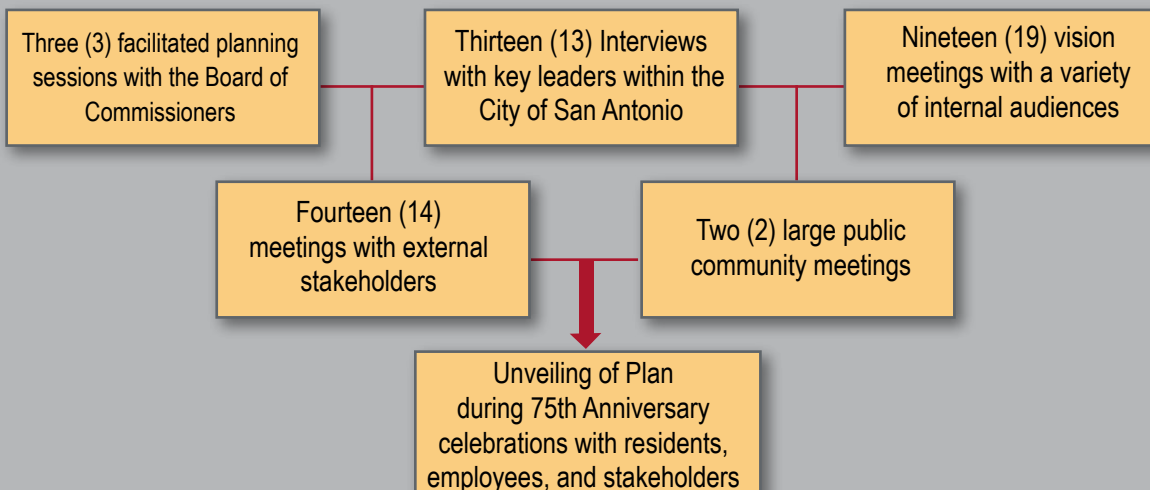 Three (3) facilitated planning
sessions with the Board of
Commissioners
Thirteen (13) Interviews
with key leaders within the
City of San Antonio
Nineteen (19) vision
meetings with a variety
of internal audiences
Fourteen (14)
meetings with external
stakeholders
Two (2) large public
community meetings
Unveiling of Plan
during 75th Anniversary
celebrations with residents,
employees, and stakeholders